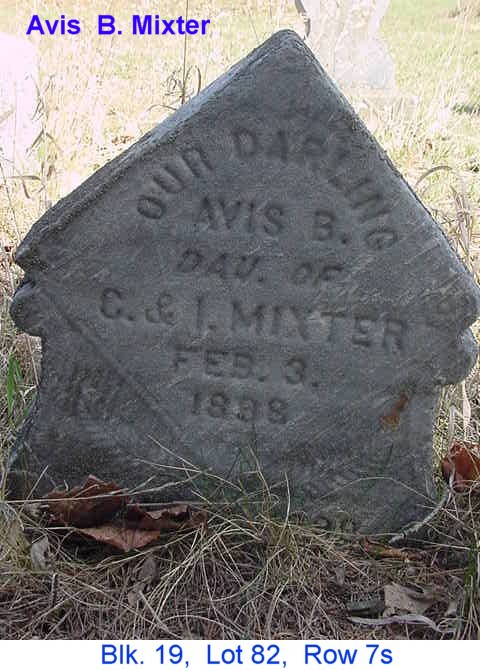 Avis B. Mixter
OUR DARLING
AVIS B.
DAU. OF
C. & I. MIXTER
FEB. 3.
1898
Blk. 19, Lot 82, Row 7s